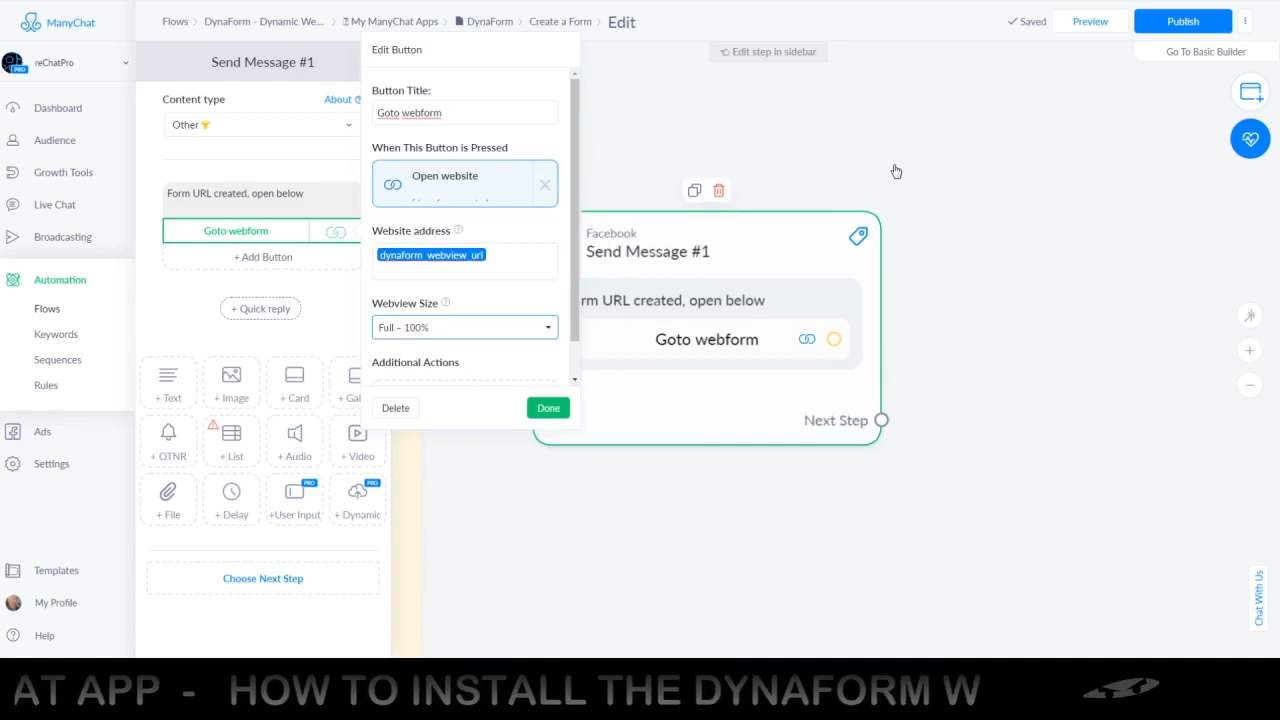 ManyChat
Flows
DynaForm - Dynamic We...
My ManyChat Apps
DynaForm
Create a Form
Edit
Saved
Preview
Publish
Edit step in sidebar
Go To Basic Builder
PRO
reChatPro
Dashboard
Audience
Growth Tools
Live Chat
Broadcasting
Automation
Flows
Keywords
Sequences
Rules
Ads
Settings
Templates
My Profile
Help
Send Message #1
Content type
About
Other
Form URL created, open below
Goto webform
+ Add Button
+ Quick reply
+ Text
+ Image
+ Card
+ OTNR
+ List
+ Audio
+ Video
+ File
+ Delay
PRO
+User Input
PRO
+ Dynamic
Choose Next Step
Edit Button
Button Title:
Goto webform
When This Button is Pressed
Open website
Website address
dynaform_webview_url
Webview Size
Full – 100%
Additional Actions
Delete
Done
Facebook
Send Message #1
rm URL created, open below
Goto webform
Next Step
Chat With Us
AT APP - HOW TO INSTALL THE DYNAFORM W